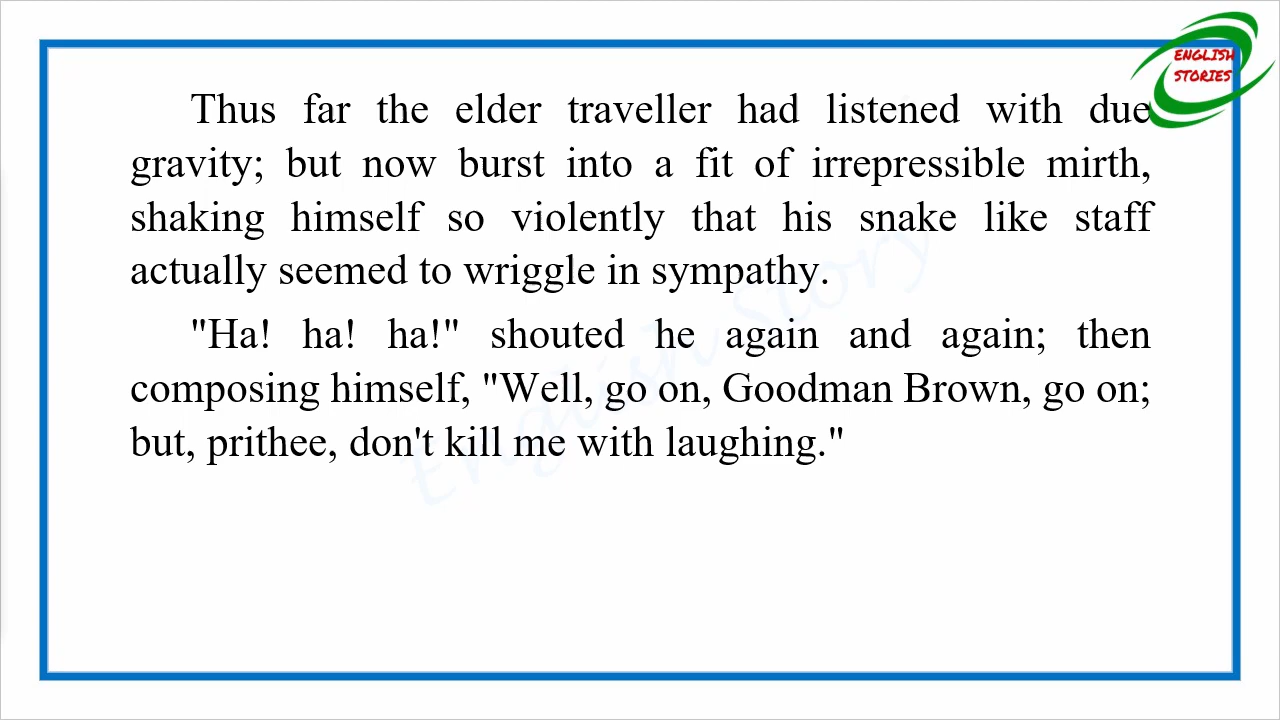 ENGLISH
STORIES
Thus far the elder traveller had listened with due
gravity; but now burst into a fit of irrepressible mirth,
shaking himself so violently that his snake like staff
actually seemed to wriggle in sympathy.
"Ha! ha! ha!" shouted he again and again; then
composing himself, "Well, go on, Goodman Brown, go on;
but, prithee, don't kill me with laughing."
English Story